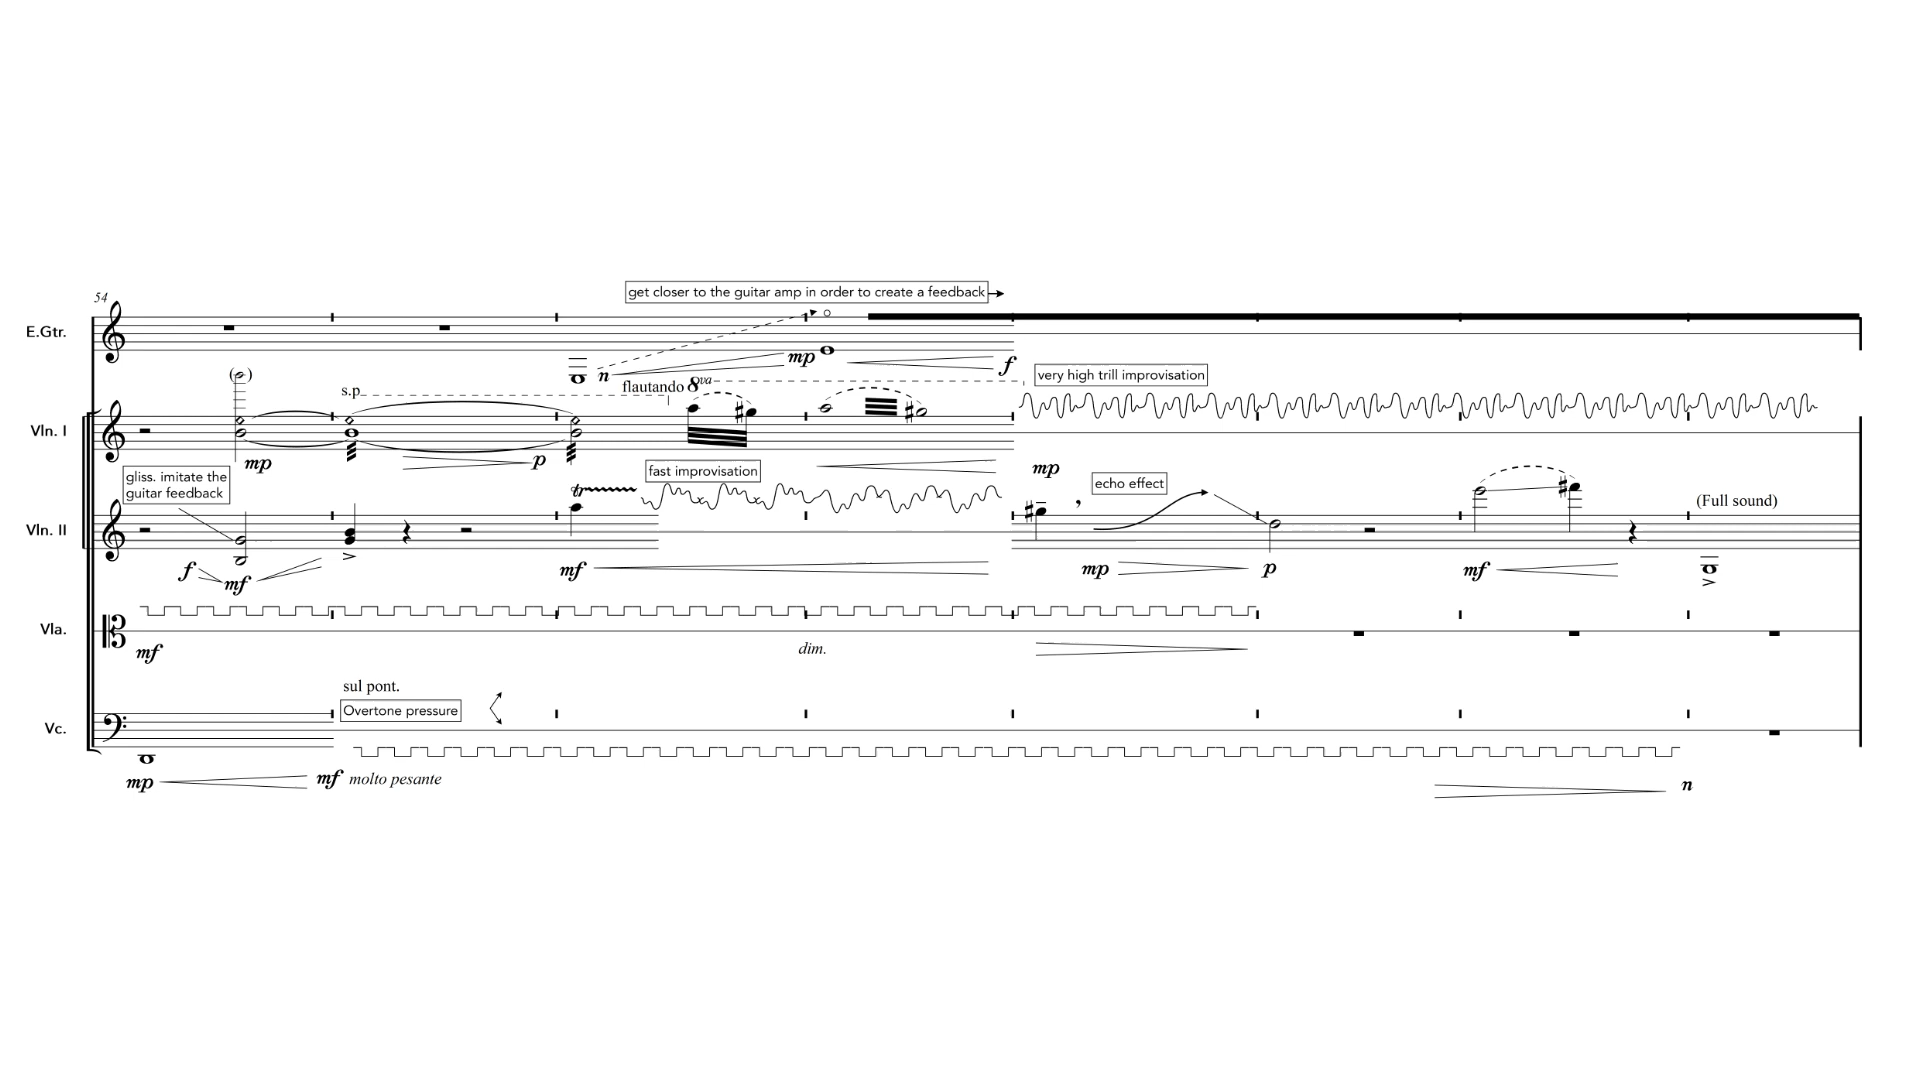 54
get closer to the guitar amp in order to create a feedback
E.Gtr.
n
mp
f
s.p
flautando
8va
very high trill improvisation
Vln. I
mp
p
mp
gliss. imitate the
guitar feedback
fast improvisation
echo effect
tr
(Full sound)
Vln. II
f
mf
mf
mp
p
mf
Vla.
mf
dim.
sul pont.
Overtone pressure
Vc.
mp
mf
molto pesante
n